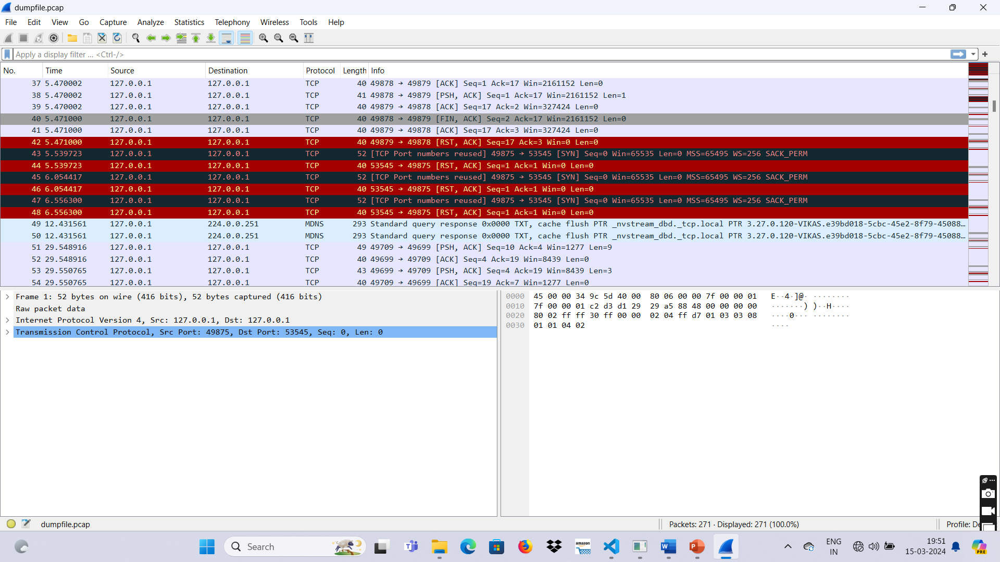 dumpfile.pcap
File Edit View Go Capture Analyze Statistics Telephony Wireless Tools Help
Apply a display filter ... <Ctrl-/>
No. Time Source Destination Protocol Length Info
37 5.470002 127.0.0.1 127.0.0.1 TCP 40 49878 → 49879 [ACK] Seq=1 Ack=17 Win=2161152 Len=0
38 5.470002 127.0.0.1 127.0.0.1 TCP 41 49878 → 49879 [PSH, ACK] Seq=1 Ack=17 Win=2161152 Len=1
39 5.470002 127.0.0.1 127.0.0.1 TCP 40 49879 → 49878 [ACK] Seq=17 Ack=2 Win=327424 Len=0
40 5.471000 127.0.0.1 127.0.0.1 TCP 40 49878 → 49879 [FIN, ACK] Seq=2 Ack=17 Win=2161152 Len=0
41 5.471000 127.0.0.1 127.0.0.1 TCP 40 49879 → 49878 [ACK] Seq=17 Ack=3 Win=327424 Len=0
42 5.471000 127.0.0.1 127.0.0.1 TCP 40 49879 → 49878 [RST, ACK] Seq=17 Ack=3 Win=0 Len=0
43 5.539723 127.0.0.1 127.0.0.1 TCP 52 [TCP Port numbers reused] 49875 → 53545 [SYN] Seq=0 Win=65535 Len=0 MSS=65495 WS=256 SACK_PERM
44 5.539723 127.0.0.1 127.0.0.1 TCP 40 53545 → 49875 [RST, ACK] Seq=1 Ack=1 Win=0 Len=0
45 6.054417 127.0.0.1 127.0.0.1 TCP 52 [TCP Port numbers reused] 49875 → 53545 [SYN] Seq=0 Win=65535 Len=0 MSS=65495 WS=256 SACK_PERM
46 6.054417 127.0.0.1 127.0.0.1 TCP 40 53545 → 49875 [RST, ACK] Seq=1 Ack=1 Win=0 Len=0
47 6.556300 127.0.0.1 127.0.0.1 TCP 52 [TCP Port numbers reused] 49875 → 53545 [SYN] Seq=0 Win=65535 Len=0 MSS=65495 WS=256 SACK_PERM
48 6.556300 127.0.0.1 127.0.0.1 TCP 40 53545 → 49875 [RST, ACK] Seq=1 Ack=1 Win=0 Len=0
49 12.431561 127.0.0.1 224.0.0.251 MDNS 293 Standard query response 0x0000 TXT, cache flush PTR _nvstream_dbd._tcp.local PTR 3.27.0.120-VIKAS.e39bd018-5cbc-45e2-8f79-45088…
50 12.431561 127.0.0.1 224.0.0.251 MDNS 293 Standard query response 0x0000 TXT, cache flush PTR _nvstream_dbd._tcp.local PTR 3.27.0.120-VIKAS.e39bd018-5cbc-45e2-8f79-45088…
51 29.548916 127.0.0.1 127.0.0.1 TCP 49 49709 → 49699 [PSH, ACK] Seq=10 Ack=4 Win=1277 Len=9
52 29.548916 127.0.0.1 127.0.0.1 TCP 40 49699 → 49709 [ACK] Seq=4 Ack=19 Win=8439 Len=0
53 29.550765 127.0.0.1 127.0.0.1 TCP 43 49699 → 49709 [PSH, ACK] Seq=4 Ack=19 Win=8439 Len=3
54 29.550765 127.0.0.1 127.0.0.1 TCP 40 49709 → 49699 [ACK] Seq=19 Ack=7 Win=1277 Len=0
Frame 1: 52 bytes on wire (416 bits), 52 bytes captured (416 bits)
Raw packet data
Internet Protocol Version 4, Src: 127.0.0.1, Dst: 127.0.0.1
Transmission Control Protocol, Src Port: 49875, Dst Port: 53545, Seq: 0, Len: 0
0000 45 00 00 34 9c 5d 40 00 80 06 00 00 7f 00 00 01 E··4·]@· ········
0010 7f 00 00 01 c2 d3 d1 29 29 a5 88 48 00 00 00 00 ·······) )··H····
0020 80 02 ff ff 30 ff 00 00 02 04 ff d7 01 03 03 08 ····0··· ········
0030 01 01 04 02 ····
dumpfile.pcap
Packets: 271 · Displayed: 271 (100.0%)
Profile: De
Search
amazon
ENG
IN
19:51
15-03-2024
PRE